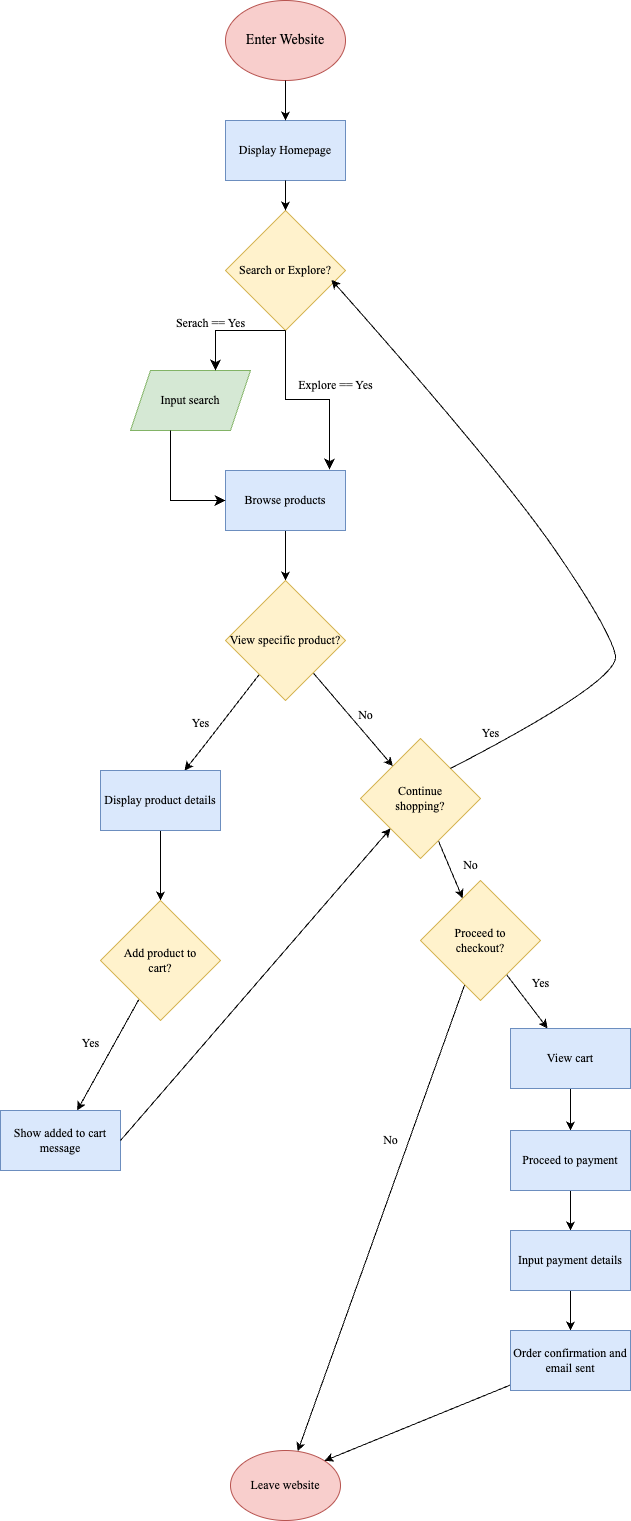 Enter Website
Display Homepage
Search or Explore?
Serach == Yes
Explore == Yes
Input search
Browse products
View specific product?
Yes
No
Yes
Display product details
Continue
shopping?
No
Add product to
cart?
Proceed to
checkout?
Yes
Yes
View cart
Show added to cart
message
No
Proceed to payment
Input payment details
Order confirmation and
email sent
Leave website